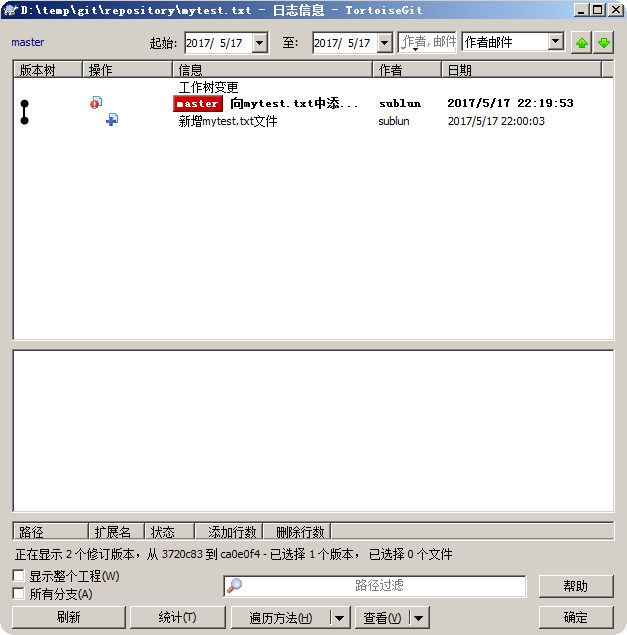 D:\temp\git\repository\mytest.txt - 日志信息 - TortoiseGit
master 起始: 2017/ 5/17 至: 2017/ 5/17 作者, 邮件 作者邮件
版本树 操作 信息 作者 日期
工作树变更
master 向mytest.txt中添... sublun 2017/5/17 22:19:53
新增mytest.txt文件 sublun 2017/5/17 22:00:03
路径 扩展名 状态 添加行数 删除行数
正在显示 2 个修订版本，从 3720c83 到 ca0e0f4 - 已选择 1 个版本， 已选择 0 个文件
显示整个工程(W)
路径过滤 帮助
所有分支(A)
刷新 统计(T) 遍历方法(H) 查看(V) 确定